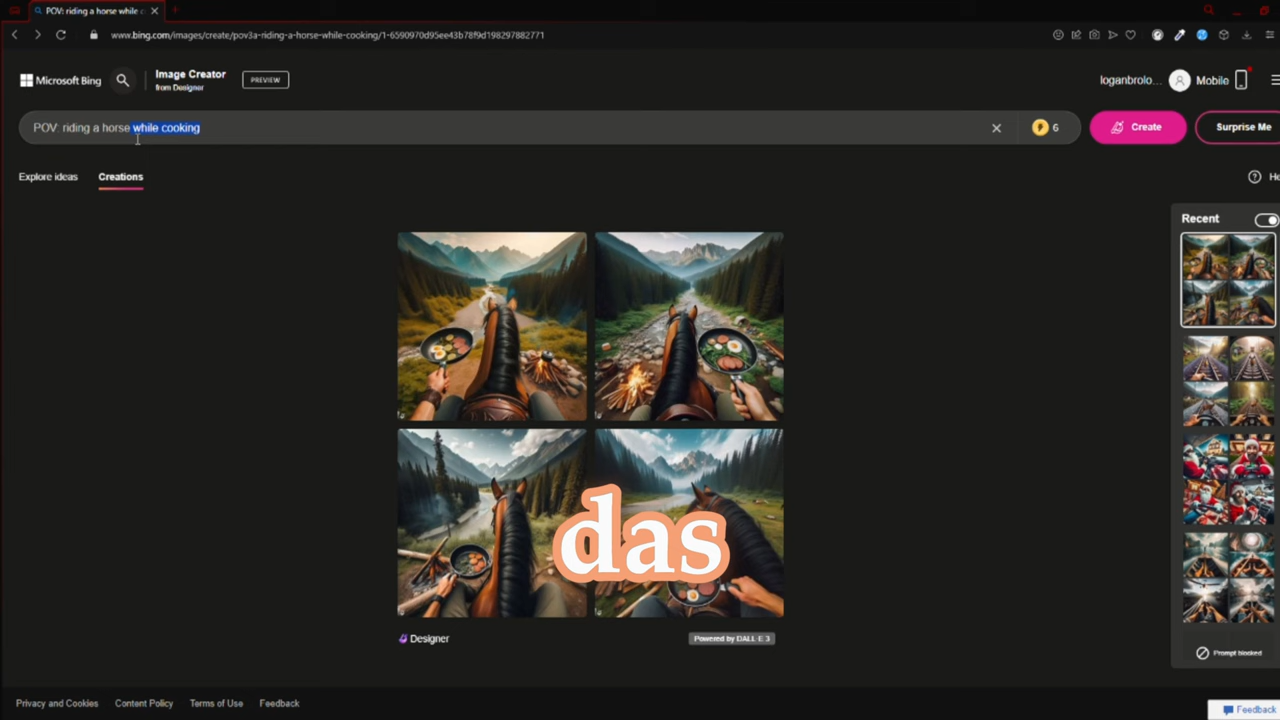 POV: riding a horse while c
www.bing.com/images/create/pov3a-riding-a-horse-while-cooking/1-6590970d95ee43b78f9d198297882771
Microsoft Bing
Image Creator
from Designer
PREVIEW
loganbrolo...
Mobile
POV: riding a horse while cooking
6
Create
Surprise Me
Explore ideas
Creations
He
Recent
das
Designer
Powered by DALL·E 3
Prompt blocked
Privacy and Cookies
Content Policy
Terms of Use
Feedback
Feedback